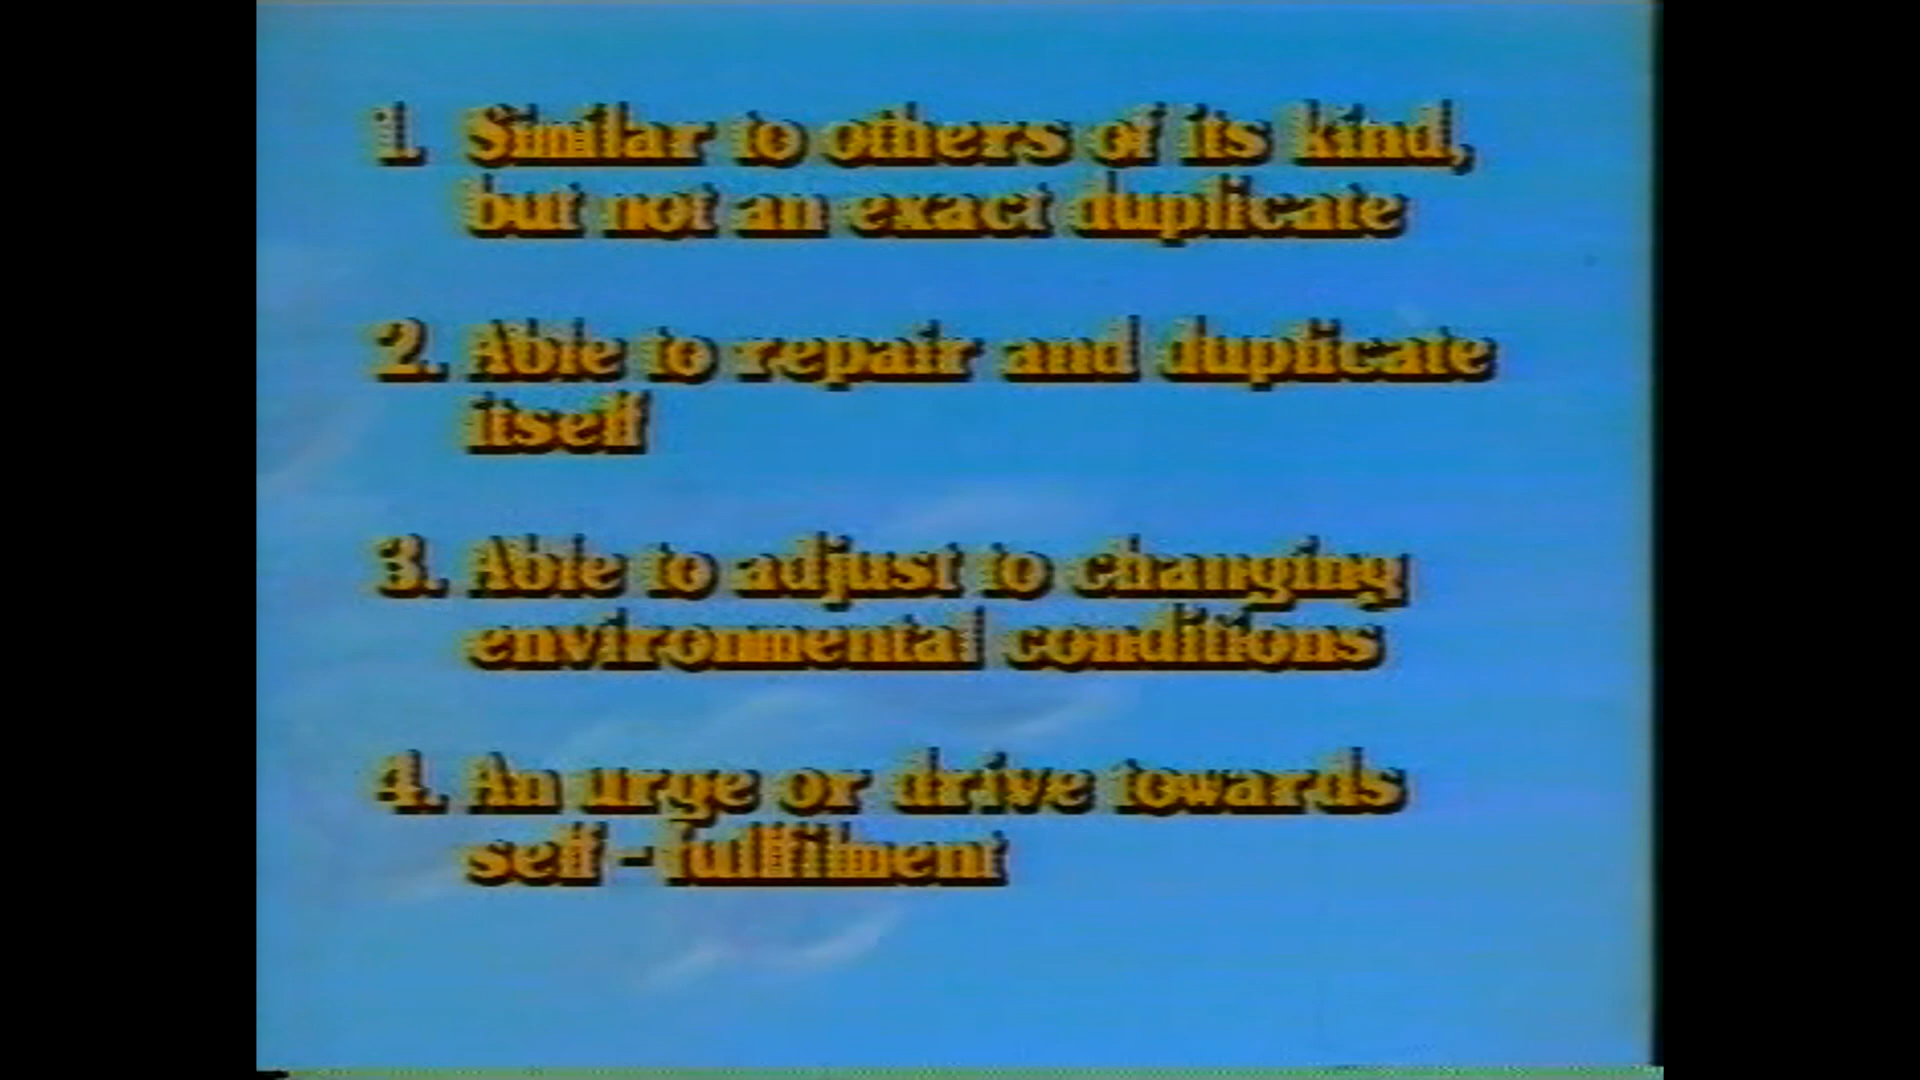 1. Similar to others of its kind,
but not an exact duplicate
2. Able to repair and duplicate
itself
3. Able to adjust to changing
environmental conditions
4. An urge or drive towards
self - fulfilment